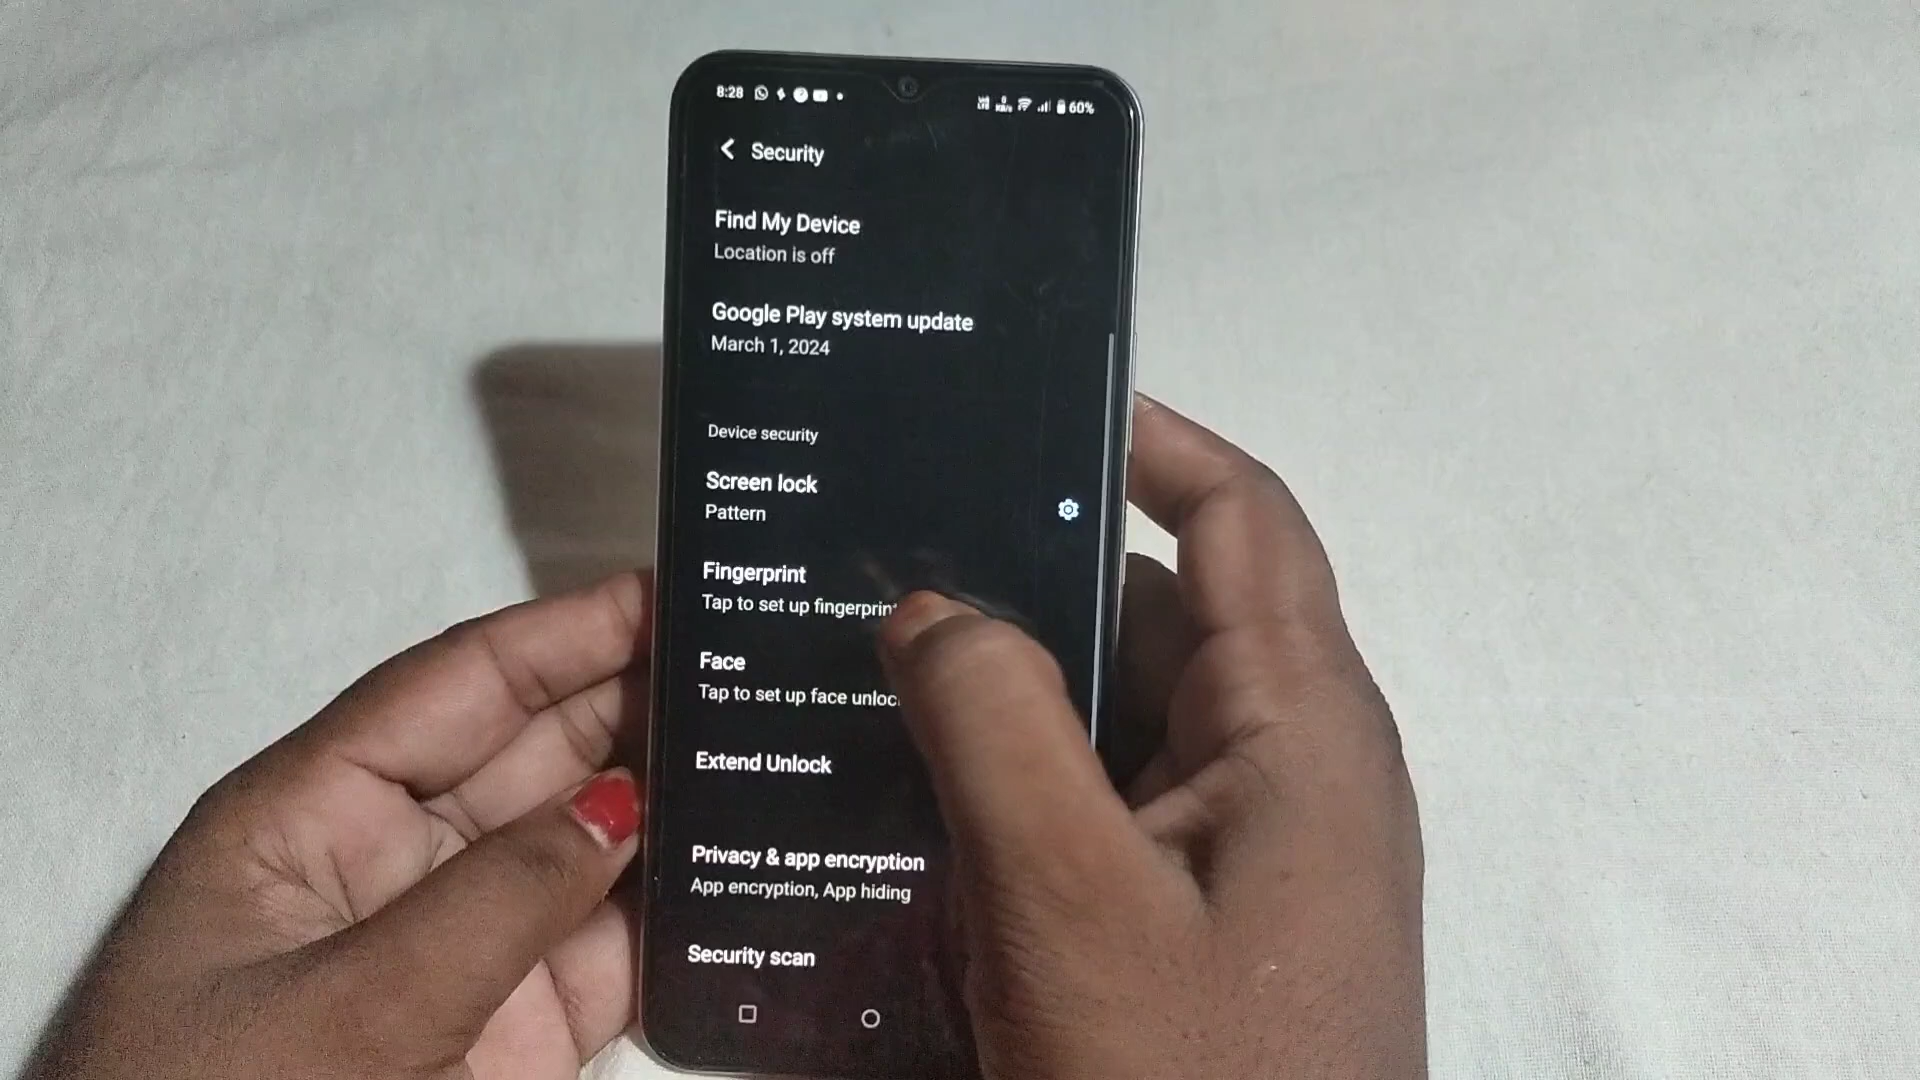 8:28
60%
Security
Find My Device
Location is off
Google Play system update
March 1, 2024
Device security
Screen lock
Pattern
Fingerprint
Tap to set up fingerprint
Face
Tap to set up face
Extend Unlock
Privacy & app encryption
App encryption, App hiding
Security scan